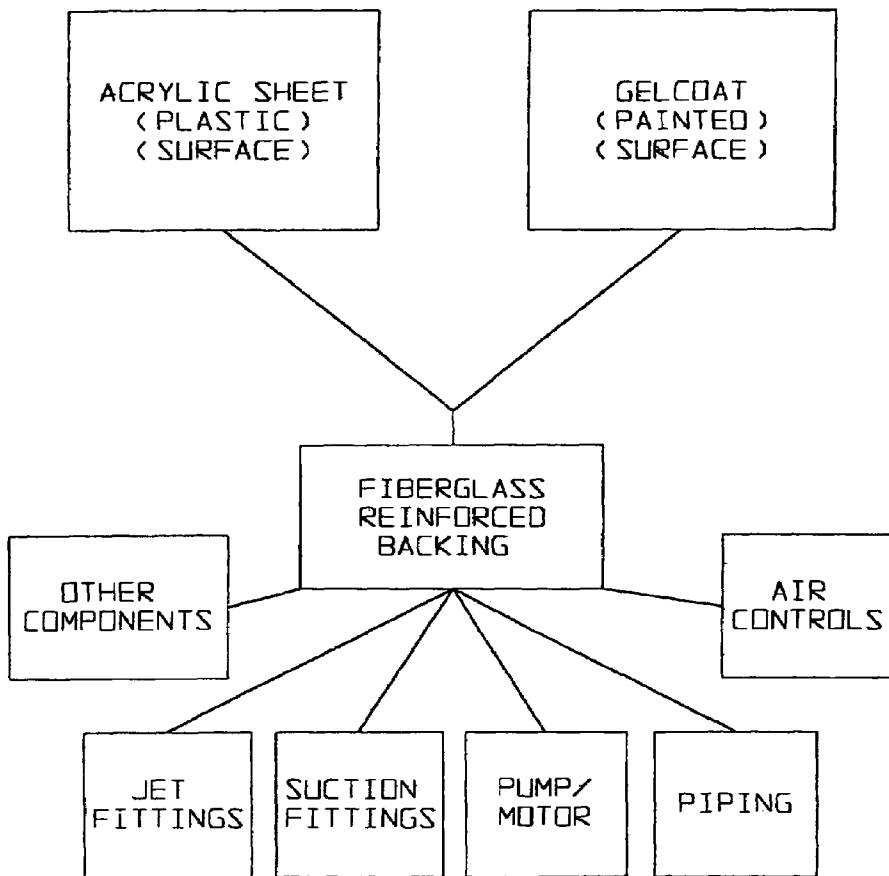 ACRYLIC SHEET
(PLASTIC)
(SURFACE)
GELCOAT
(PAINTED)
(SURFACE)
FIBERGLASS
REINFORCED
BACKING
OTHER
COMPONENTS
AIR
CONTROLS
JET
FITTINGS
SUCTION
FITTINGS
PUMP/
MOTOR
PIPING